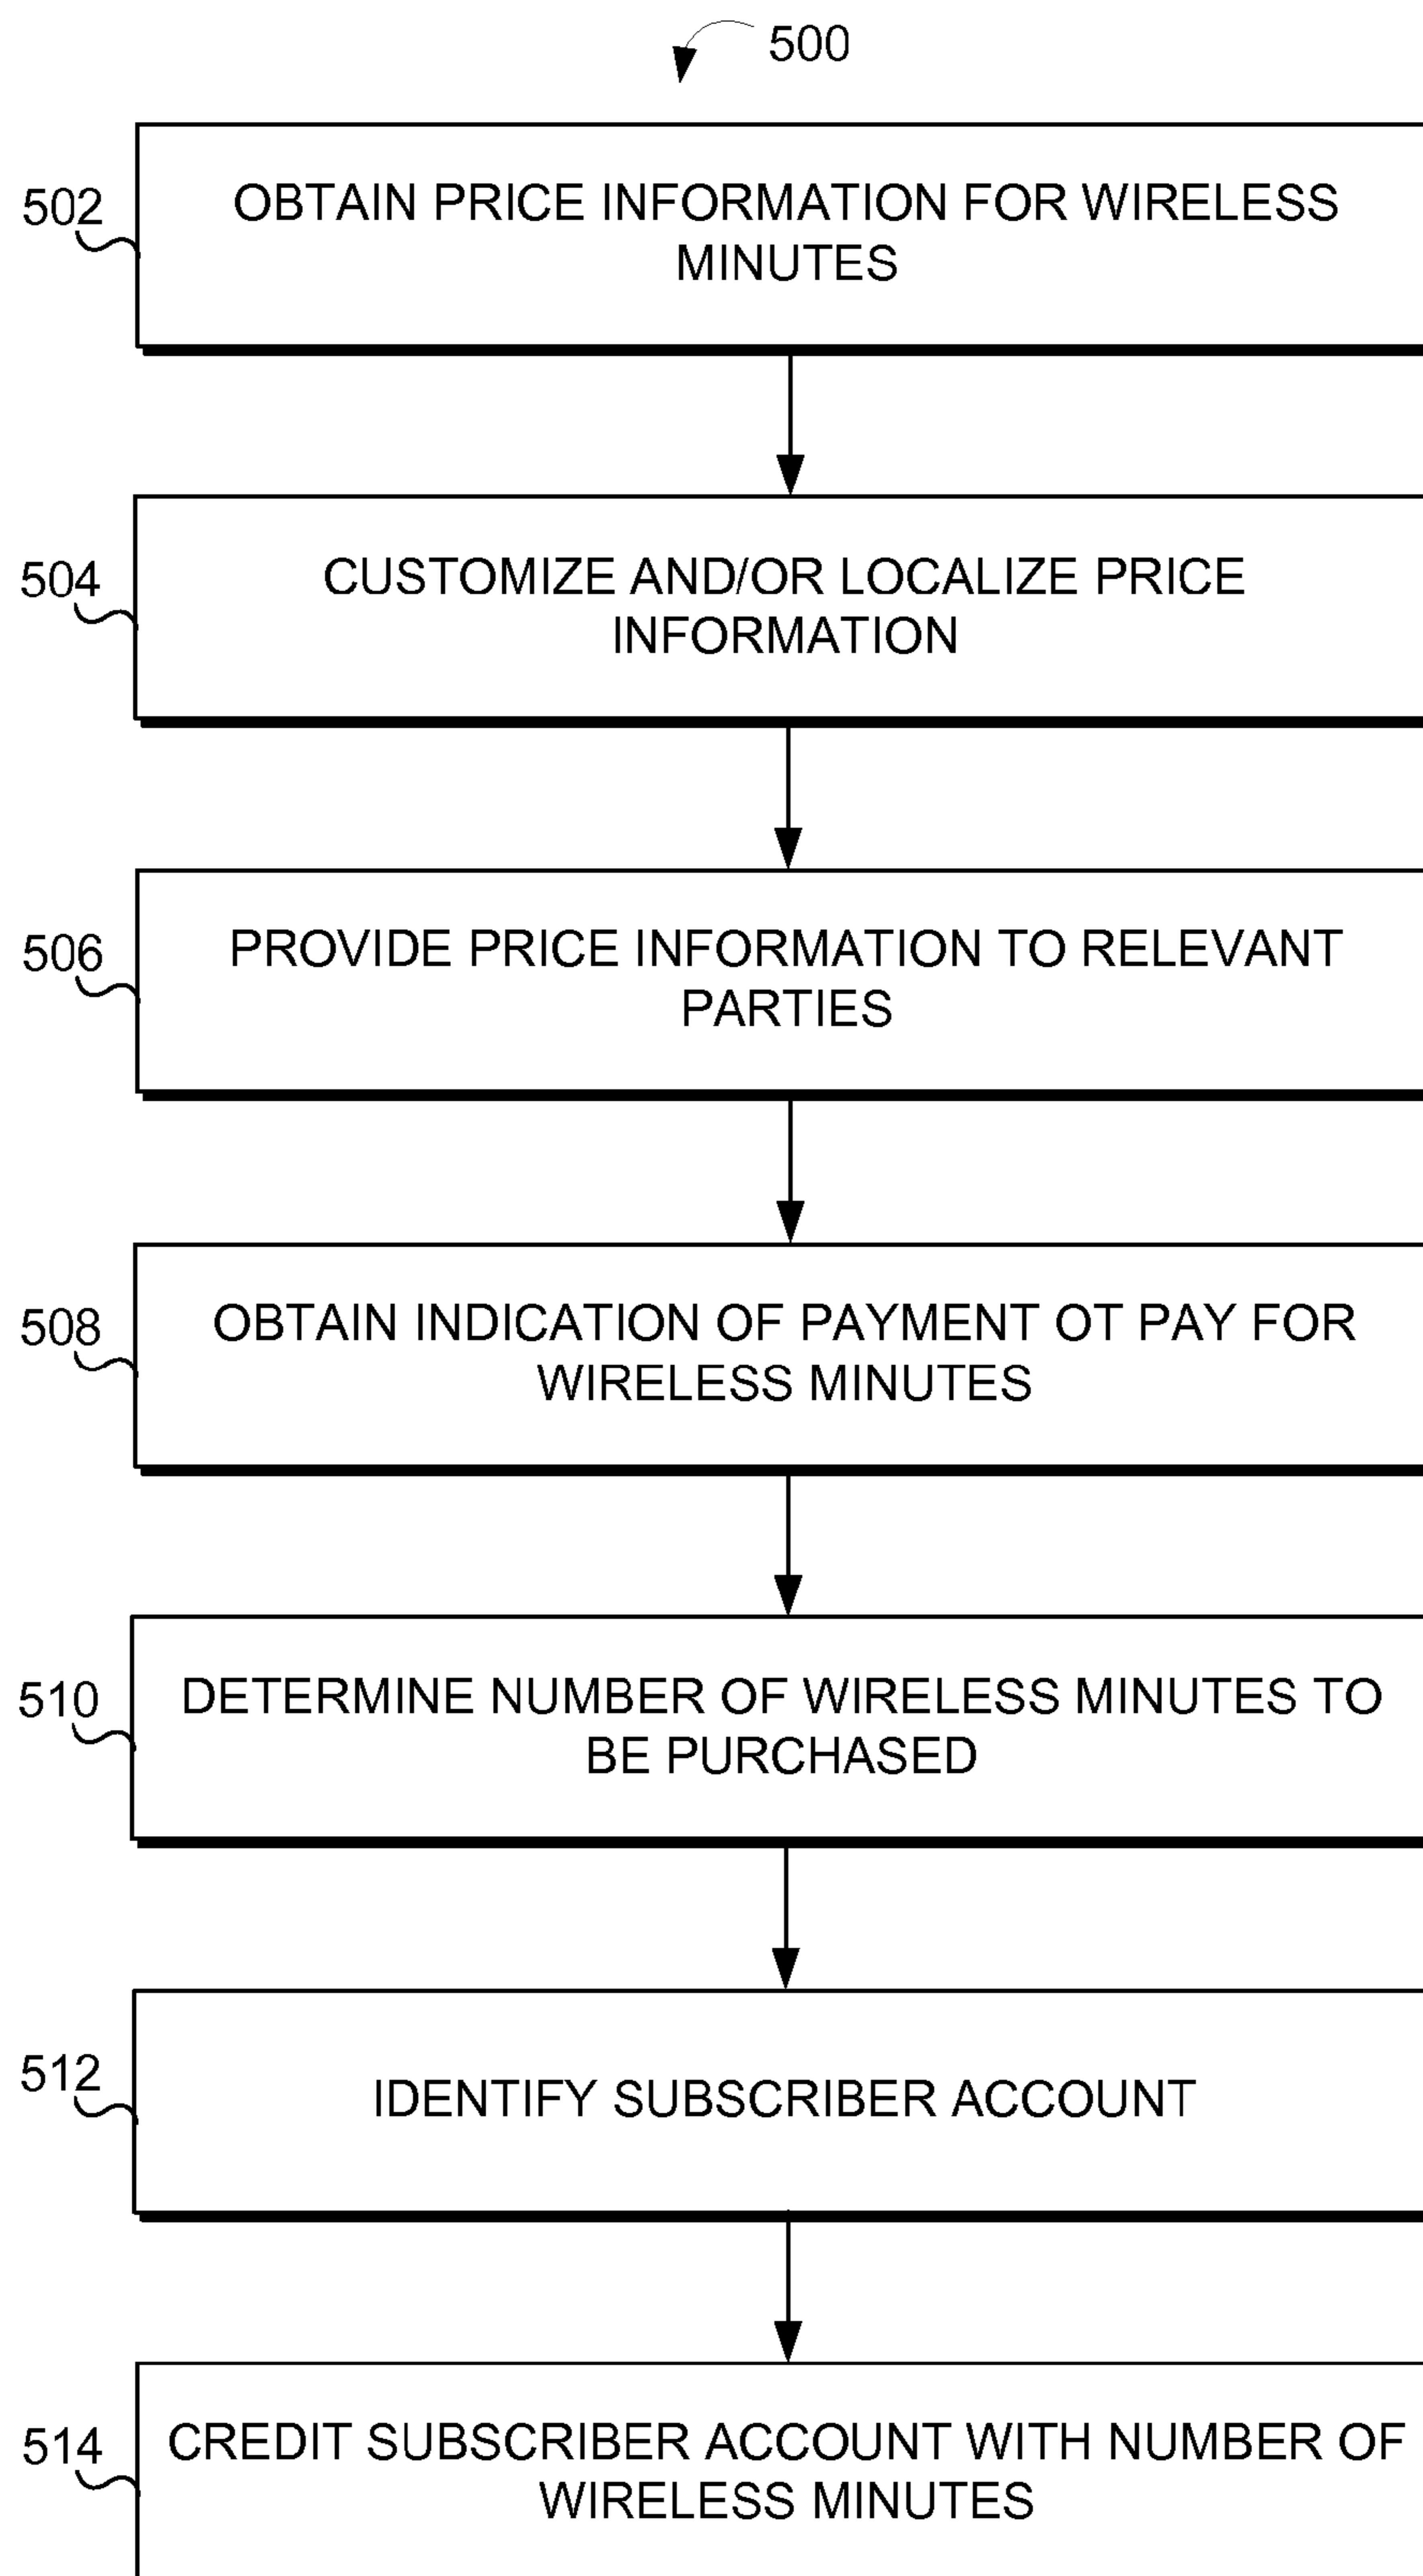 500
502
OBTAIN PRICE INFORMATION FOR WIRELESS
MINUTES
504
CUSTOMIZE AND/OR LOCALIZE PRICE
INFORMATION
506
PROVIDE PRICE INFORMATION TO RELEVANT
PARTIES
508
OBTAIN INDICATION OF PAYMENT OT PAY FOR
WIRELESS MINUTES
510
DETERMINE NUMBER OF WIRELESS MINUTES TO
BE PURCHASED
512
IDENTIFY SUBSCRIBER ACCOUNT
514
CREDIT SUBSCRIBER ACCOUNT WITH NUMBER OF
WIRELESS MINUTES